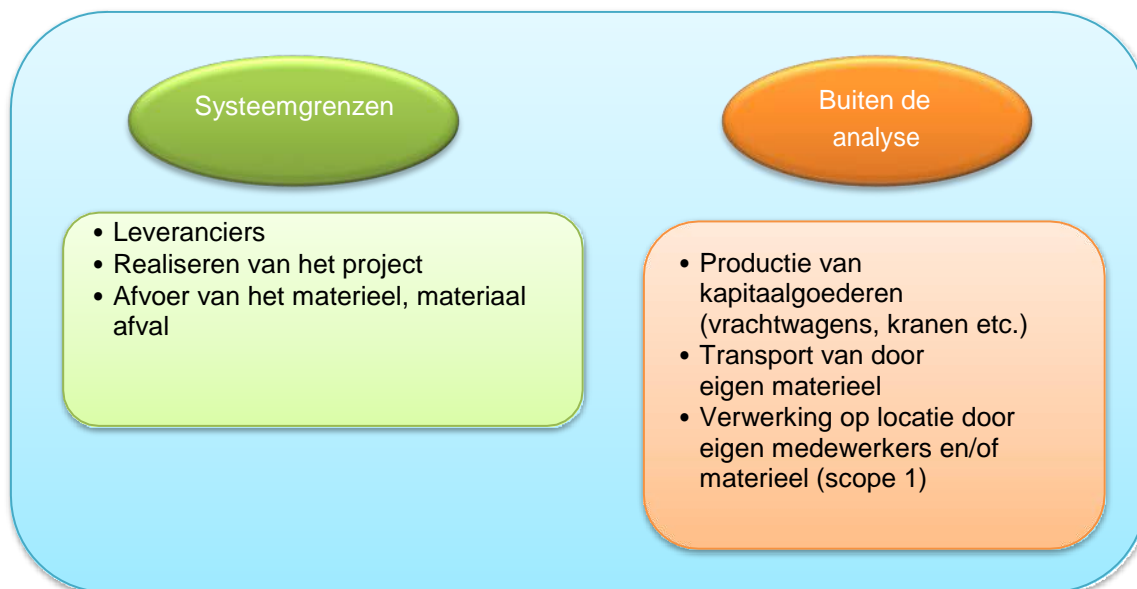 Systeemgrenzen
• Leveranciers
• Realiseren van het project
• Afvoer van het materieel, materiaal
afval
Buiten de
analyse
• Productie van
kapitaalgoederen
(vrachtwagens, kranen etc.)
• Transport van door
eigen materieel
• Verwerking op locatie door
eigen medewerkers en/of
materieel (scope 1)